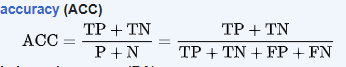 accuracy (ACC)
ACC = (TP + TN) / (P + N) = (TP + TN) / (TP + TN + FP + FN)